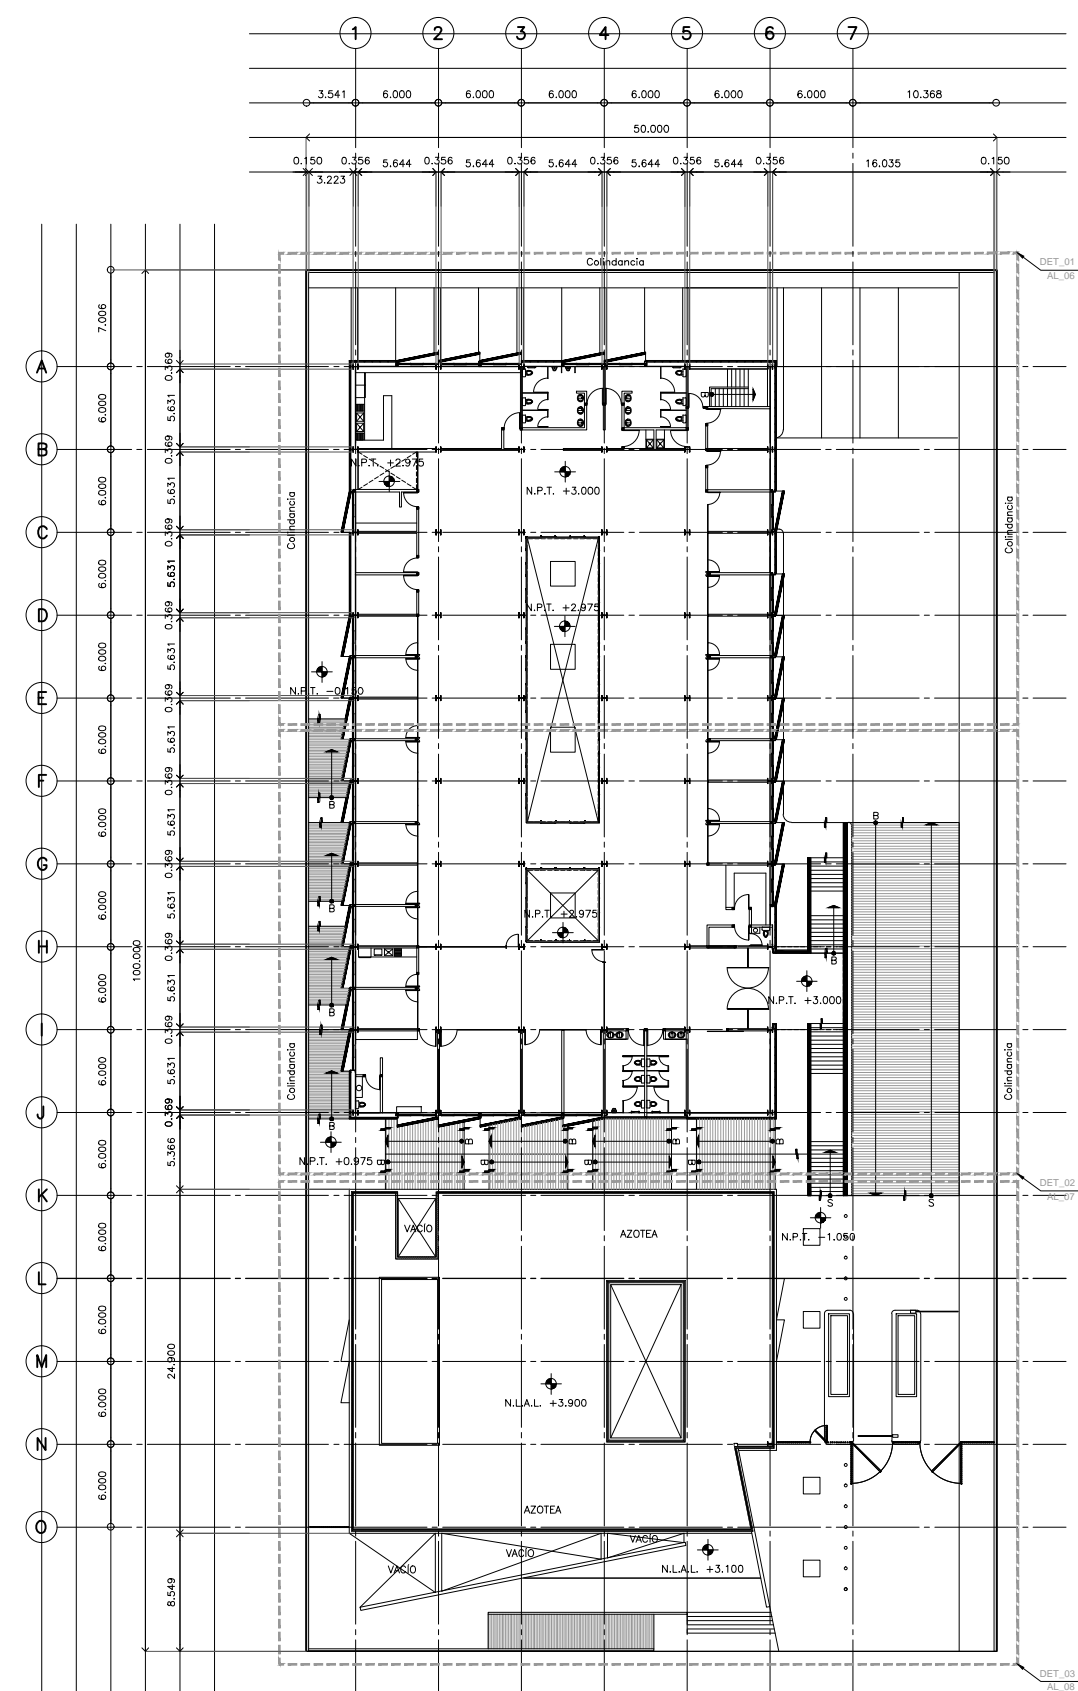 1 2 3 4 5 6 7
3.541 6.000 6.000 6.000 6.000 6.000 6.000 10.368
50.000
0.150 0.356 5.644 0.356 5.644 0.356 5.644 0.356 5.644 0.356 5.644 0.356 16.035 0.150
3.223
Colindancia
DET_01
AL_06
7.006
A
0.369
6.000
5.631
B
B
0.369
N.P.T. +2.975
N.P.T. +3.000
6.000
5.631
Colindancia
Colindancia
C
0.369
6.000
5.631
N.P.T. +2.975
D
0.369
6.000
5.631
N.P.T. -0.150
E
0.369
6.000
5.631
F
0.369
B
B
6.000
5.631
G
0.369
6.000
5.631
B
N.P.T. +2.975
H
0.369
B
100.000
6.000
5.631
N.P.T. +3.000
B
I
0.369
6.000
5.631
Colindancia
Colindancia
J
0.369
B
B B B B
6.000
5.366
N.P.T. +0.975
B B B B
DET_02
AL_07
K
S S
6.000
VACÍO
AZOTEA
N.P.T. -1.050
L
6.000
24.900
M
N.L.A.L. +3.900
6.000
N
6.000
AZOTEA
O
VACÍO
VACÍO
VACÍO
N.L.A.L. +3.100
8.549
DET_03
AL_08